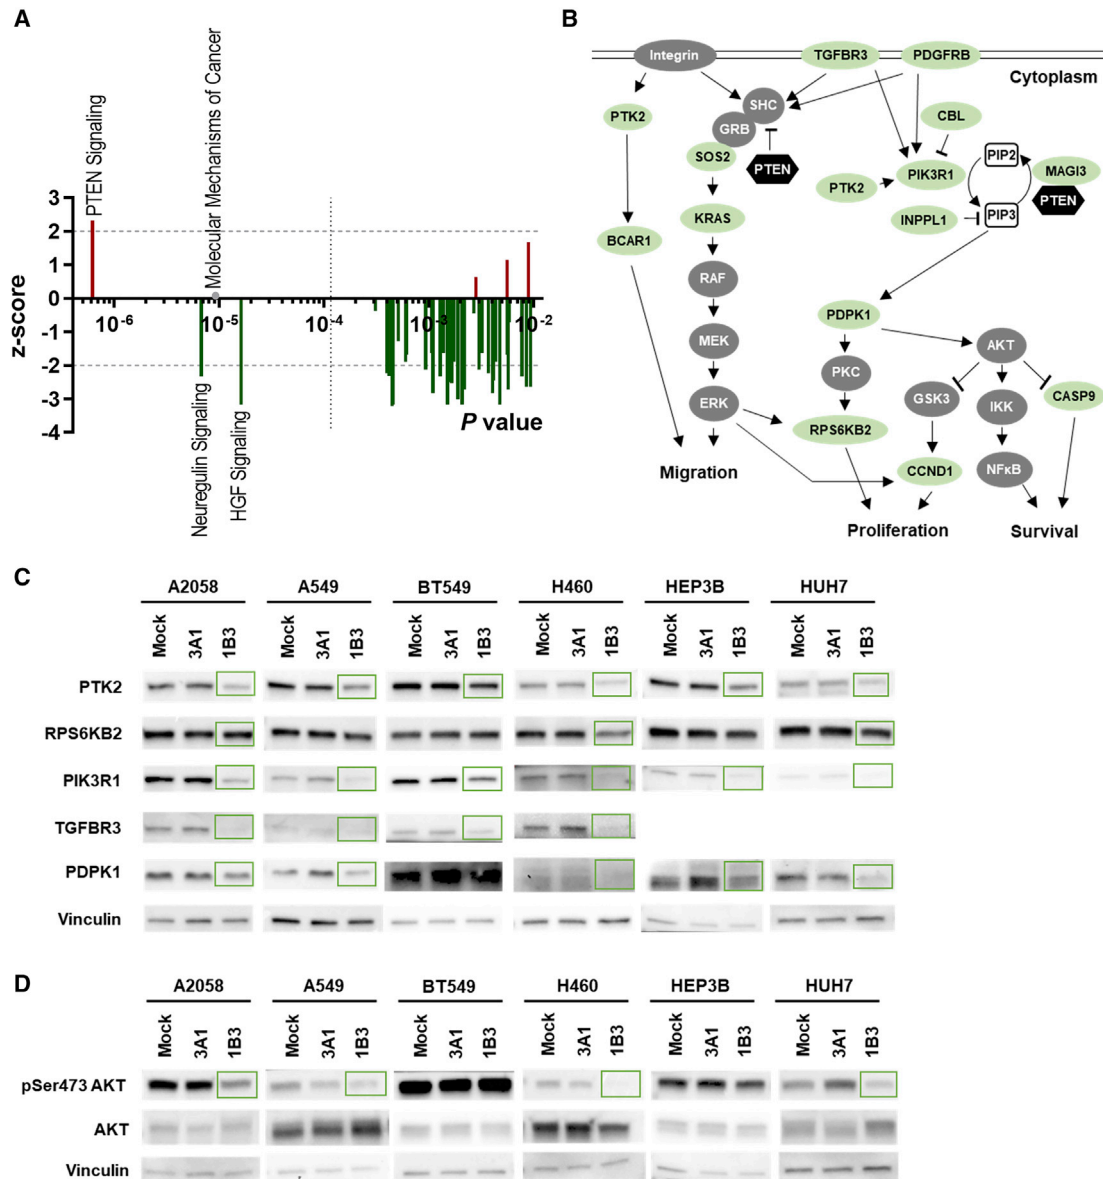 A
PTEN Signaling
Molecular Mechanisms of Cancer
z-score
3
2
1
0
-1
-2
-3
-4
10-6
10-5
10-4
10-3
10-2
P value
Neuregulin Signaling
HGF Signaling
B
Integrin
TGFBR3
PDGFRB
Cytoplasm
PTK2
SHC
GRB
SOS2
PTEN
CBL
PIK3R1
PTK2
PIP2
MAGI3
PTEN
INPPL1
PIP3
BCAR1
KRAS
RAF
MEK
ERK
PDPK1
PKC
AKT
GSK3
IKK
CASP9
RPS6KB2
CCND1
NFκB
Migration
Proliferation
Survival
C
A2058 A549 BT549 H460 HEP3B HUH7
Mock 3A1 1B3 Mock 3A1 1B3 Mock 3A1 1B3 Mock 3A1 1B3 Mock 3A1 1B3 Mock 3A1 1B3
PTK2
RPS6KB2
PIK3R1
TGFBR3
PDPK1
Vinculin
D
A2058 A549 BT549 H460 HEP3B HUH7
Mock 3A1 1B3 Mock 3A1 1B3 Mock 3A1 1B3 Mock 3A1 1B3 Mock 3A1 1B3 Mock 3A1 1B3
pSer473 AKT
AKT
Vinculin